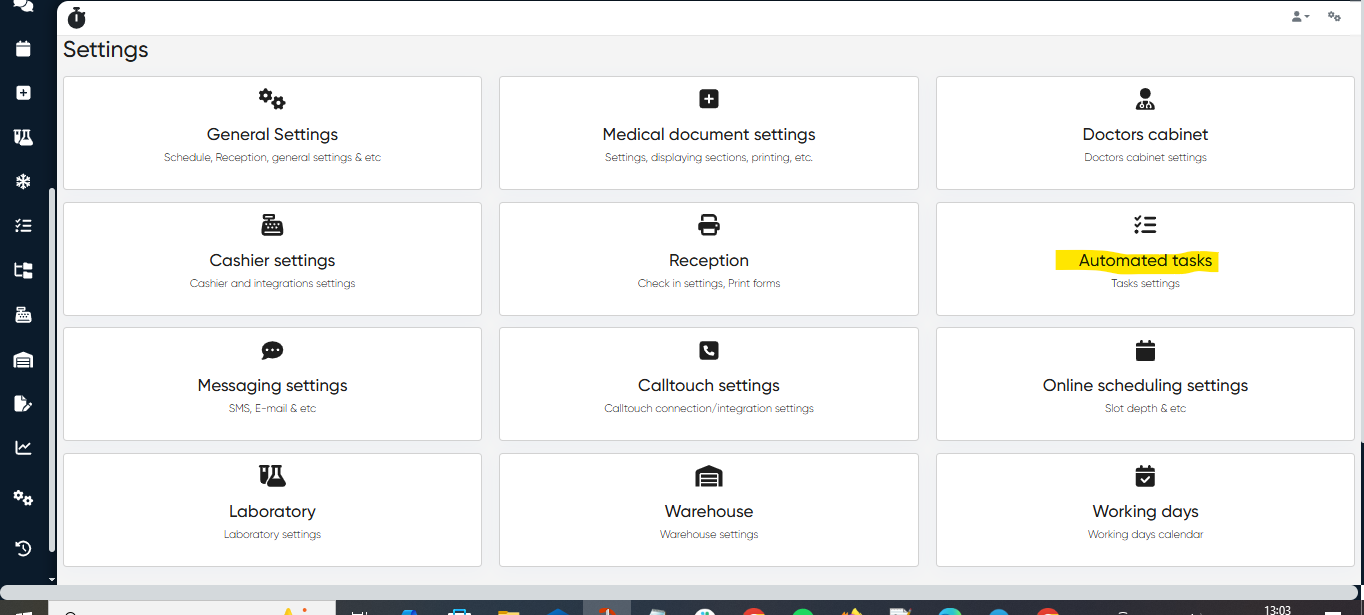 Settings
General Settings
Schedule, Reception, general settings & etc
Medical document settings
Settings, displaying sections, printing, etc.
Doctors cabinet
Doctors cabinet settings
Cashier settings
Cashier and integrations settings
Reception
Check in settings, Print forms
Automated tasks
Tasks settings
Messaging settings
SMS, E-mail & etc
Calltouch settings
Calltouch connection/integration settings
Online scheduling settings
Slot depth & etc
Laboratory
Laboratory settings
Warehouse
Warehouse settings
Working days
Working days calendar
13:03